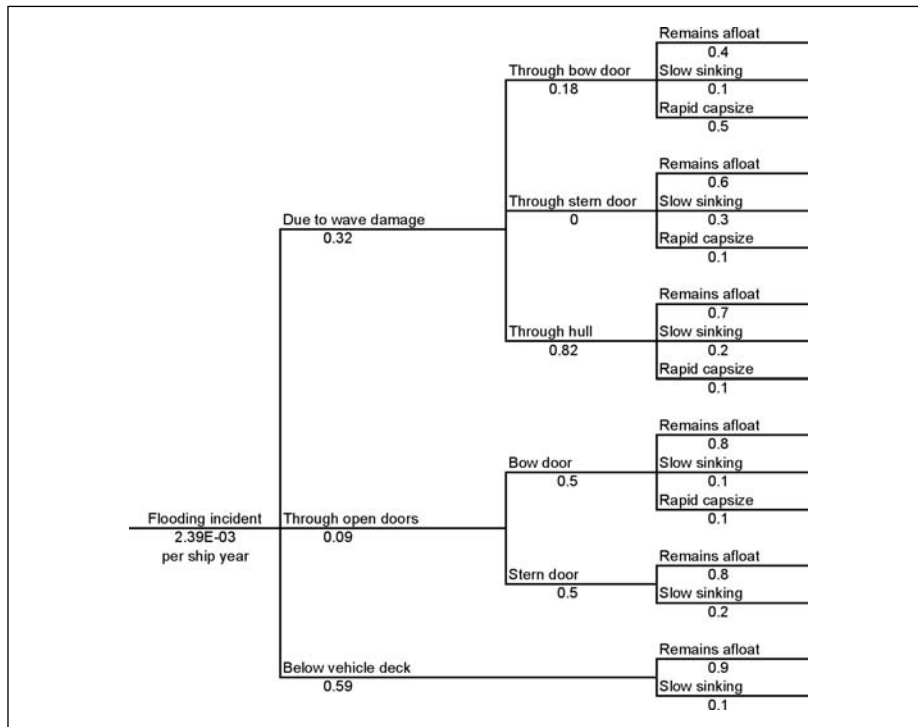 Remains afloat
0.4
Through bow door
Slow sinking
0.18
0.1
Rapid capsize
0.5
Remains afloat
0.6
Due to wave damage
Through stern door
Slow sinking
0.32
0
0.3
Rapid capsize
0.1
Remains afloat
0.7
Through hull
Slow sinking
0.82
0.2
Rapid capsize
0.1
Remains afloat
0.8
Bow door
Slow sinking
0.5
0.1
Flooding incident
Through open doors
Rapid capsize
2.39E-03
0.09
0.1
per ship year
Remains afloat
0.8
Stern door
Slow sinking
0.5
0.2
Remains afloat
Below vehicle deck
0.9
0.59
Slow sinking
0.1